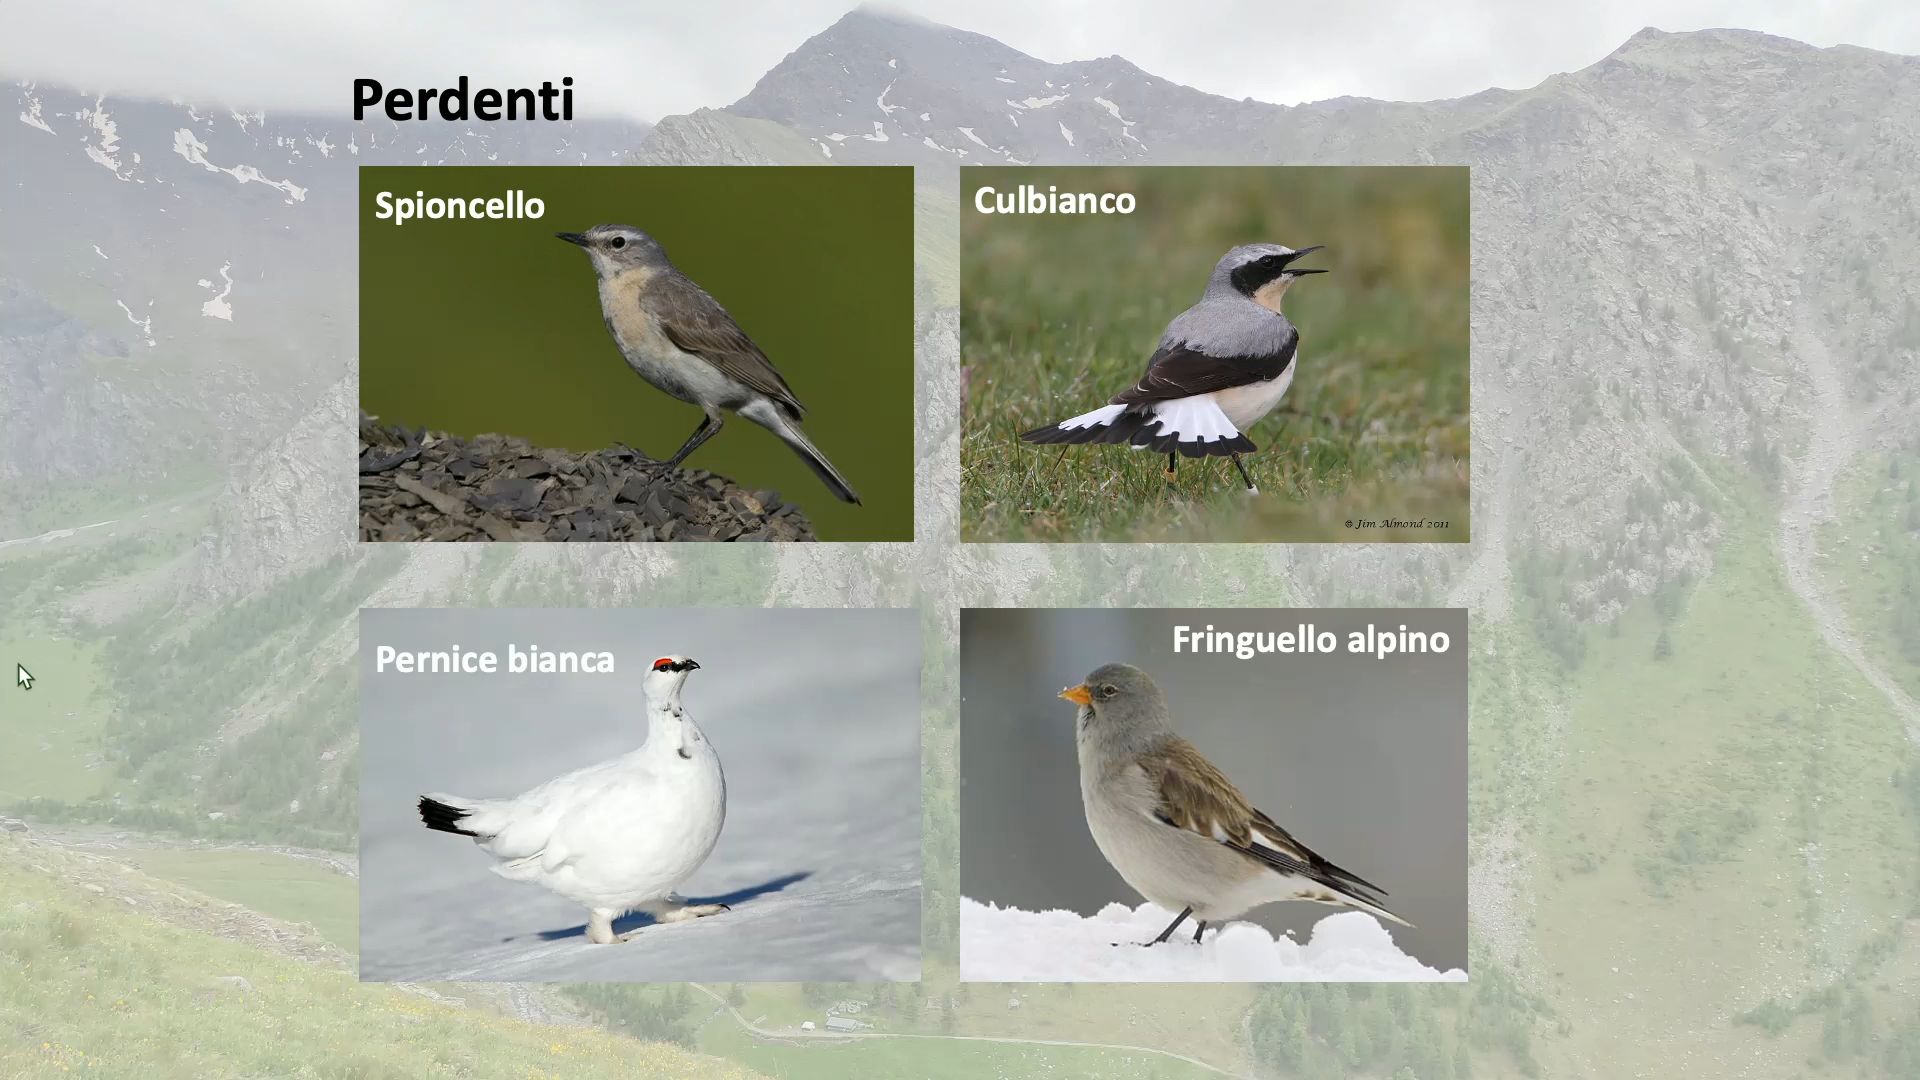 Perdenti
Spioncello
Culbianco
© Jim Almond 2011
Pernice bianca
Fringuello alpino